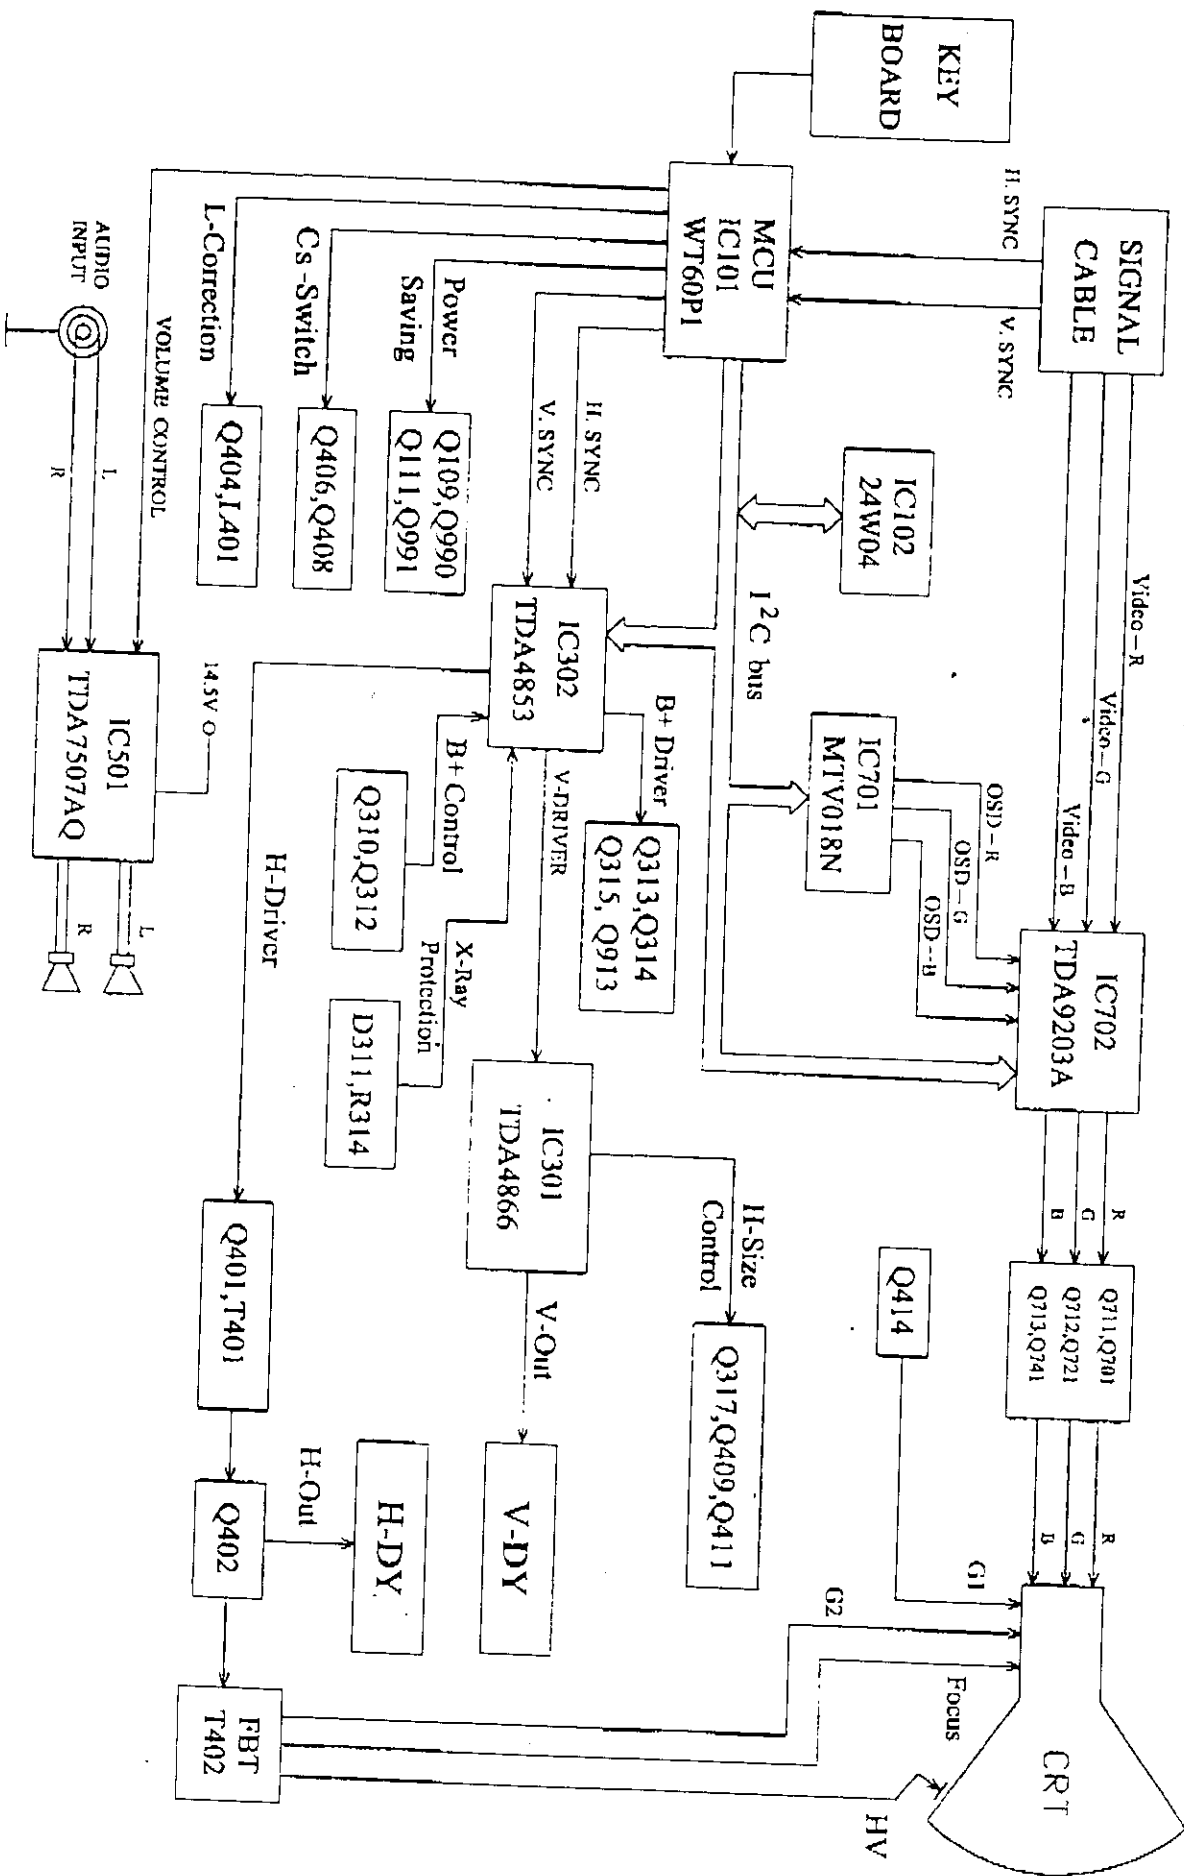 KEY
BOARD
SIGNAL
CABLE
H. SYNC
V. SYNC
MCU
IC101
WT60P1
Video-R
Video-G
Video-B
IC102
24W04
I²C bus
IC701
MTV018N
OSD-R
OSD-G
OSD-B
IC702
TDA9203A
R
G
B
Q711,Q701
Q712,Q721
Q713,Q741
R
G
B
CRT
Q414
G1
G2
Focus
HV
H. SYNC
V. SYNC
Power
Saving
Q109,Q990
Q111,Q991
Cs-Switch
Q406,Q408
L-Correction
Q404,L401
VOLUME CONTROL
IC302
TDA4853
B+ Driver
Q313,Q314
Q315, Q913
V-DRIVER
B+ Control
Q310,Q312
X-Ray
Protection
D311,R314
IC301
TDA4866
H-Size
Control
Q317,Q409,Q411
V-Out
V-DY
H-Driver
Q401,T401
Q402
H-Out
H-DY
FBT
T402
AUDIO
INPUT
L
R
14.5V
IC501
TDA7507AQ
L
R